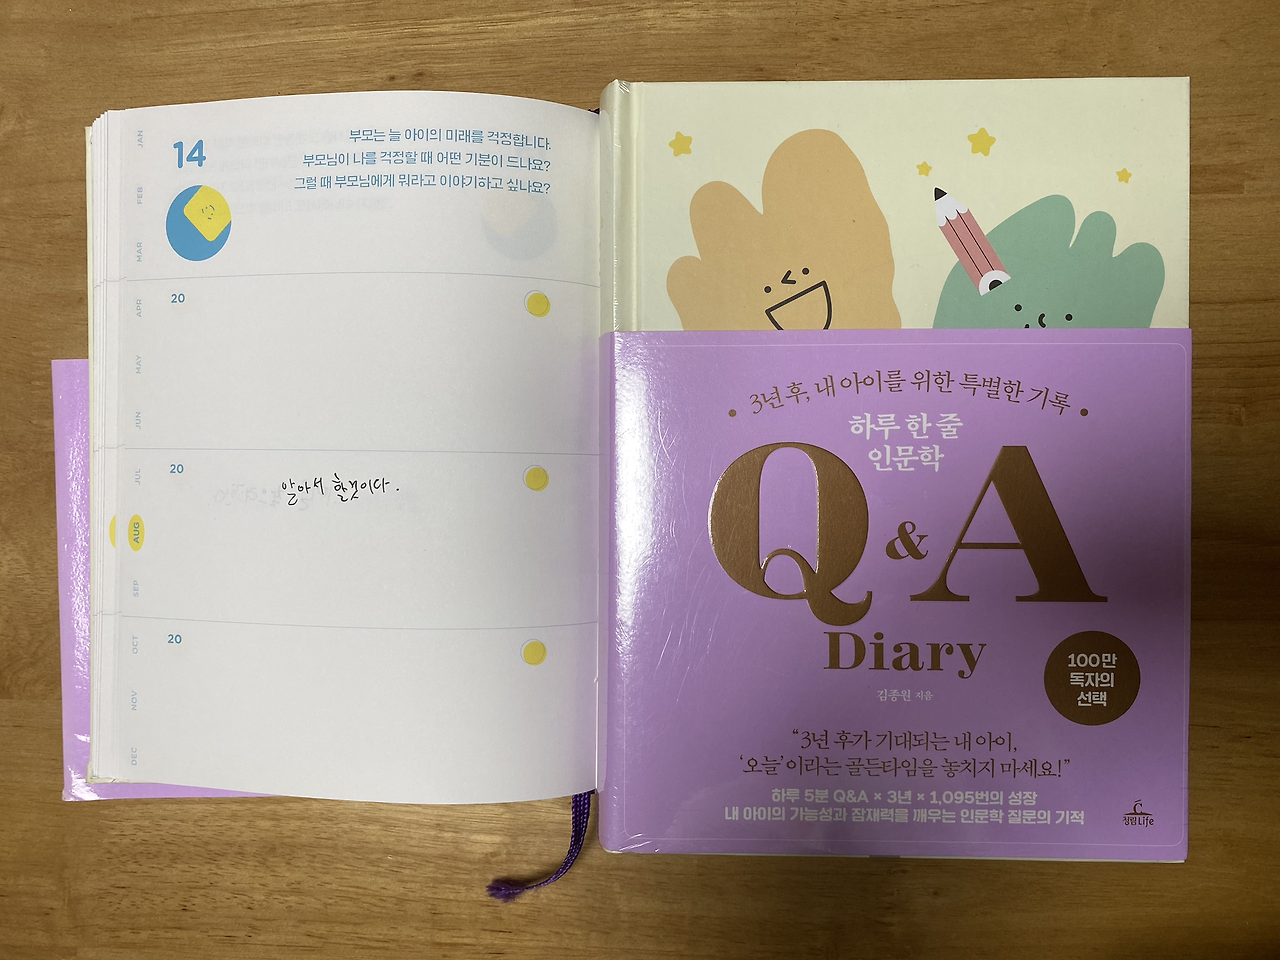 JAN
FEB
MAR
APR
MAY
JUN
JUL
AUG
SEP
OCT
NOV
DEC
14
부모는 늘 아이의 미래를 걱정합니다.
부모님이 나를 걱정할 때 어떤 기분이 드나요?
그럴 때 부모님에게 뭐라고 이야기하고 싶나요?
20
20
알아서 할것이다.
20
3년 후, 내 아이를 위한 특별한 기록
하루 한 줄
인문학
Q & A
Diary
김종원 지음
100만
독자의
선택
“3년 후가 기대되는 내 아이,
‘오늘’이라는 골든타임을 놓치지 마세요!”
하루 5분 Q&A × 3년 × 1,095번의 성장
내 아이의 가능성과 잠재력을 깨우는 인문학 질문의 기적
청림Life